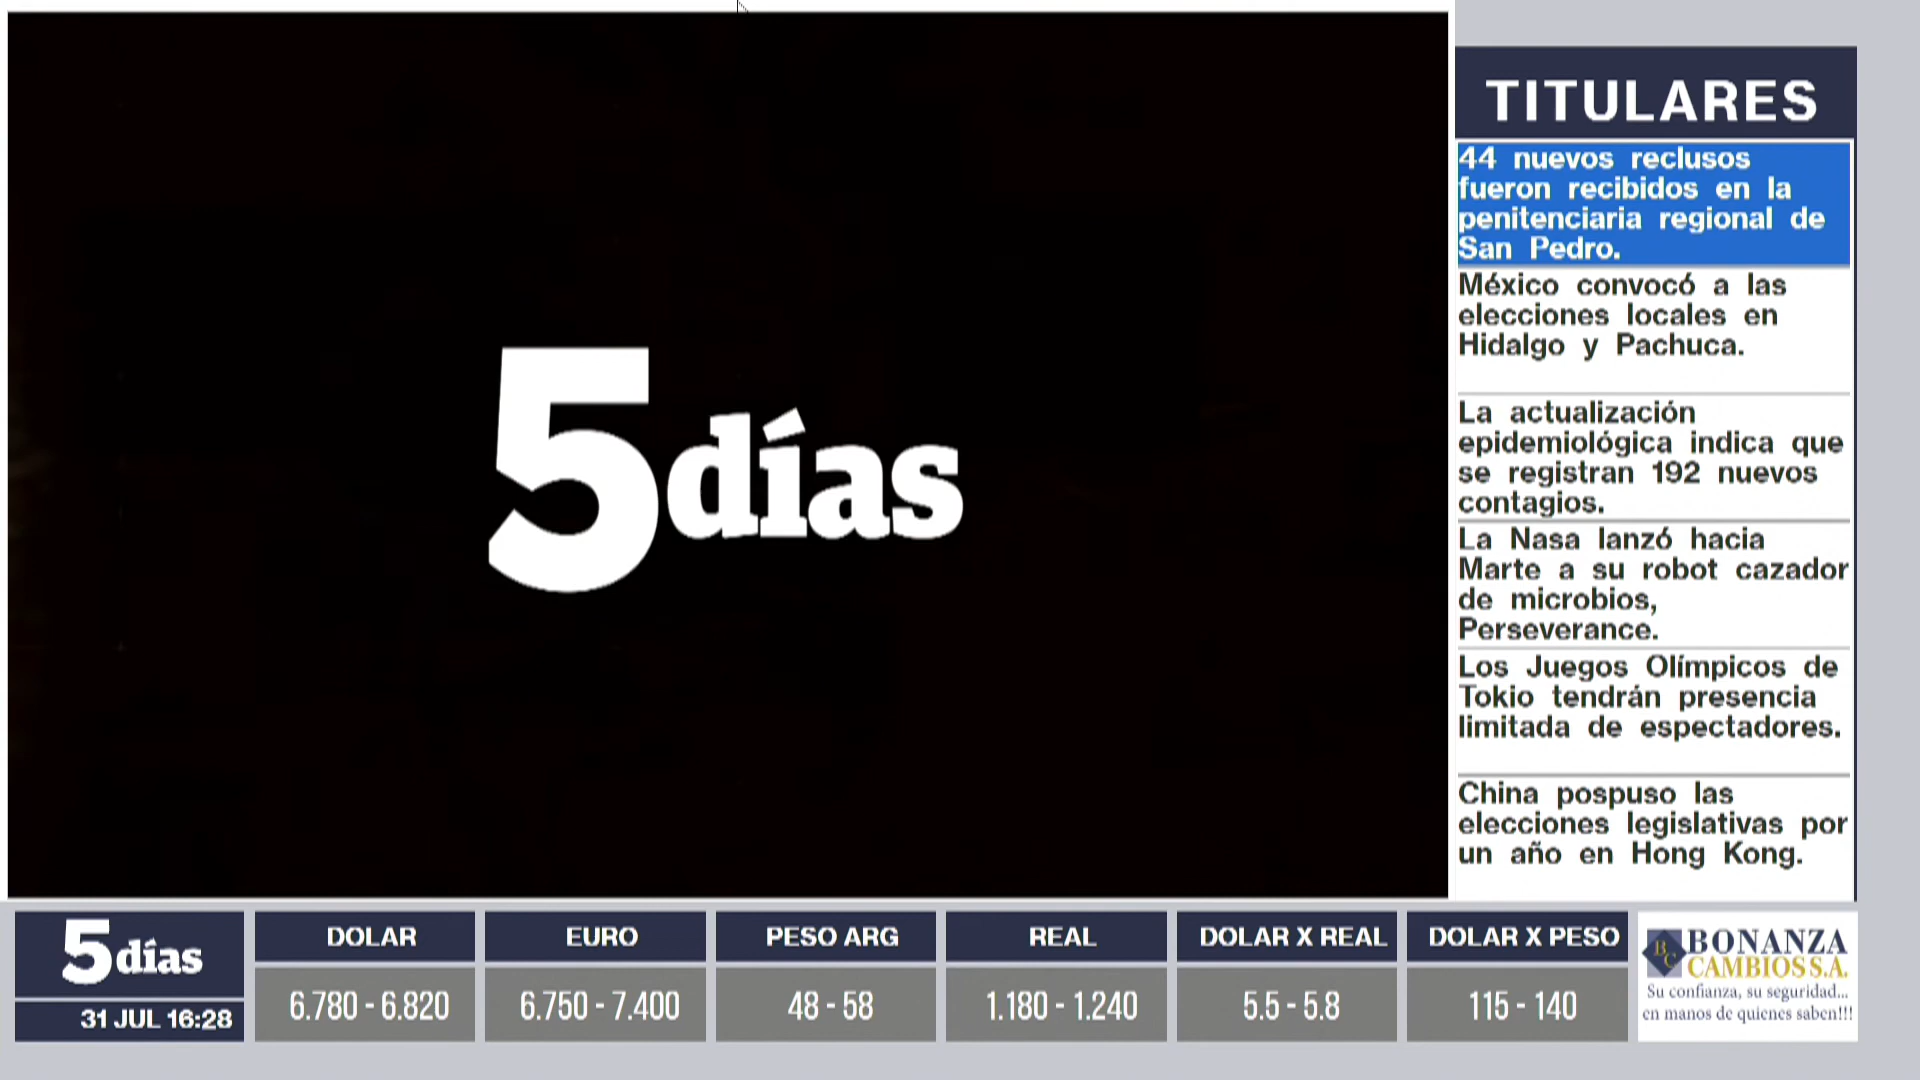 5días
TITULARES
44 nuevos reclusos
fueron recibidos en la
penitenciaria regional de
San Pedro.
México convocó a las
elecciones locales en
Hidalgo y Pachuca.
La actualización
epidemiológica indica que
se registran 192 nuevos
contagios.
La Nasa lanzó hacia
Marte a su robot cazador
de microbios,
Perseverance.
Los Juegos Olímpicos de
Tokio tendrán presencia
limitada de espectadores.
China pospuso las
elecciones legislativas por
un año en Hong Kong.
5días
31 JUL 16:28
DOLAR
6.780 - 6.820
EURO
6.750 - 7.400
PESO ARG
48 - 58
REAL
1.180 - 1.240
DOLAR X REAL
5.5 - 5.8
DOLAR X PESO
115 - 140
BC
BONANZA
CAMBIOS S.A.
Su confianza, su seguridad...
en manos de quienes saben!!!